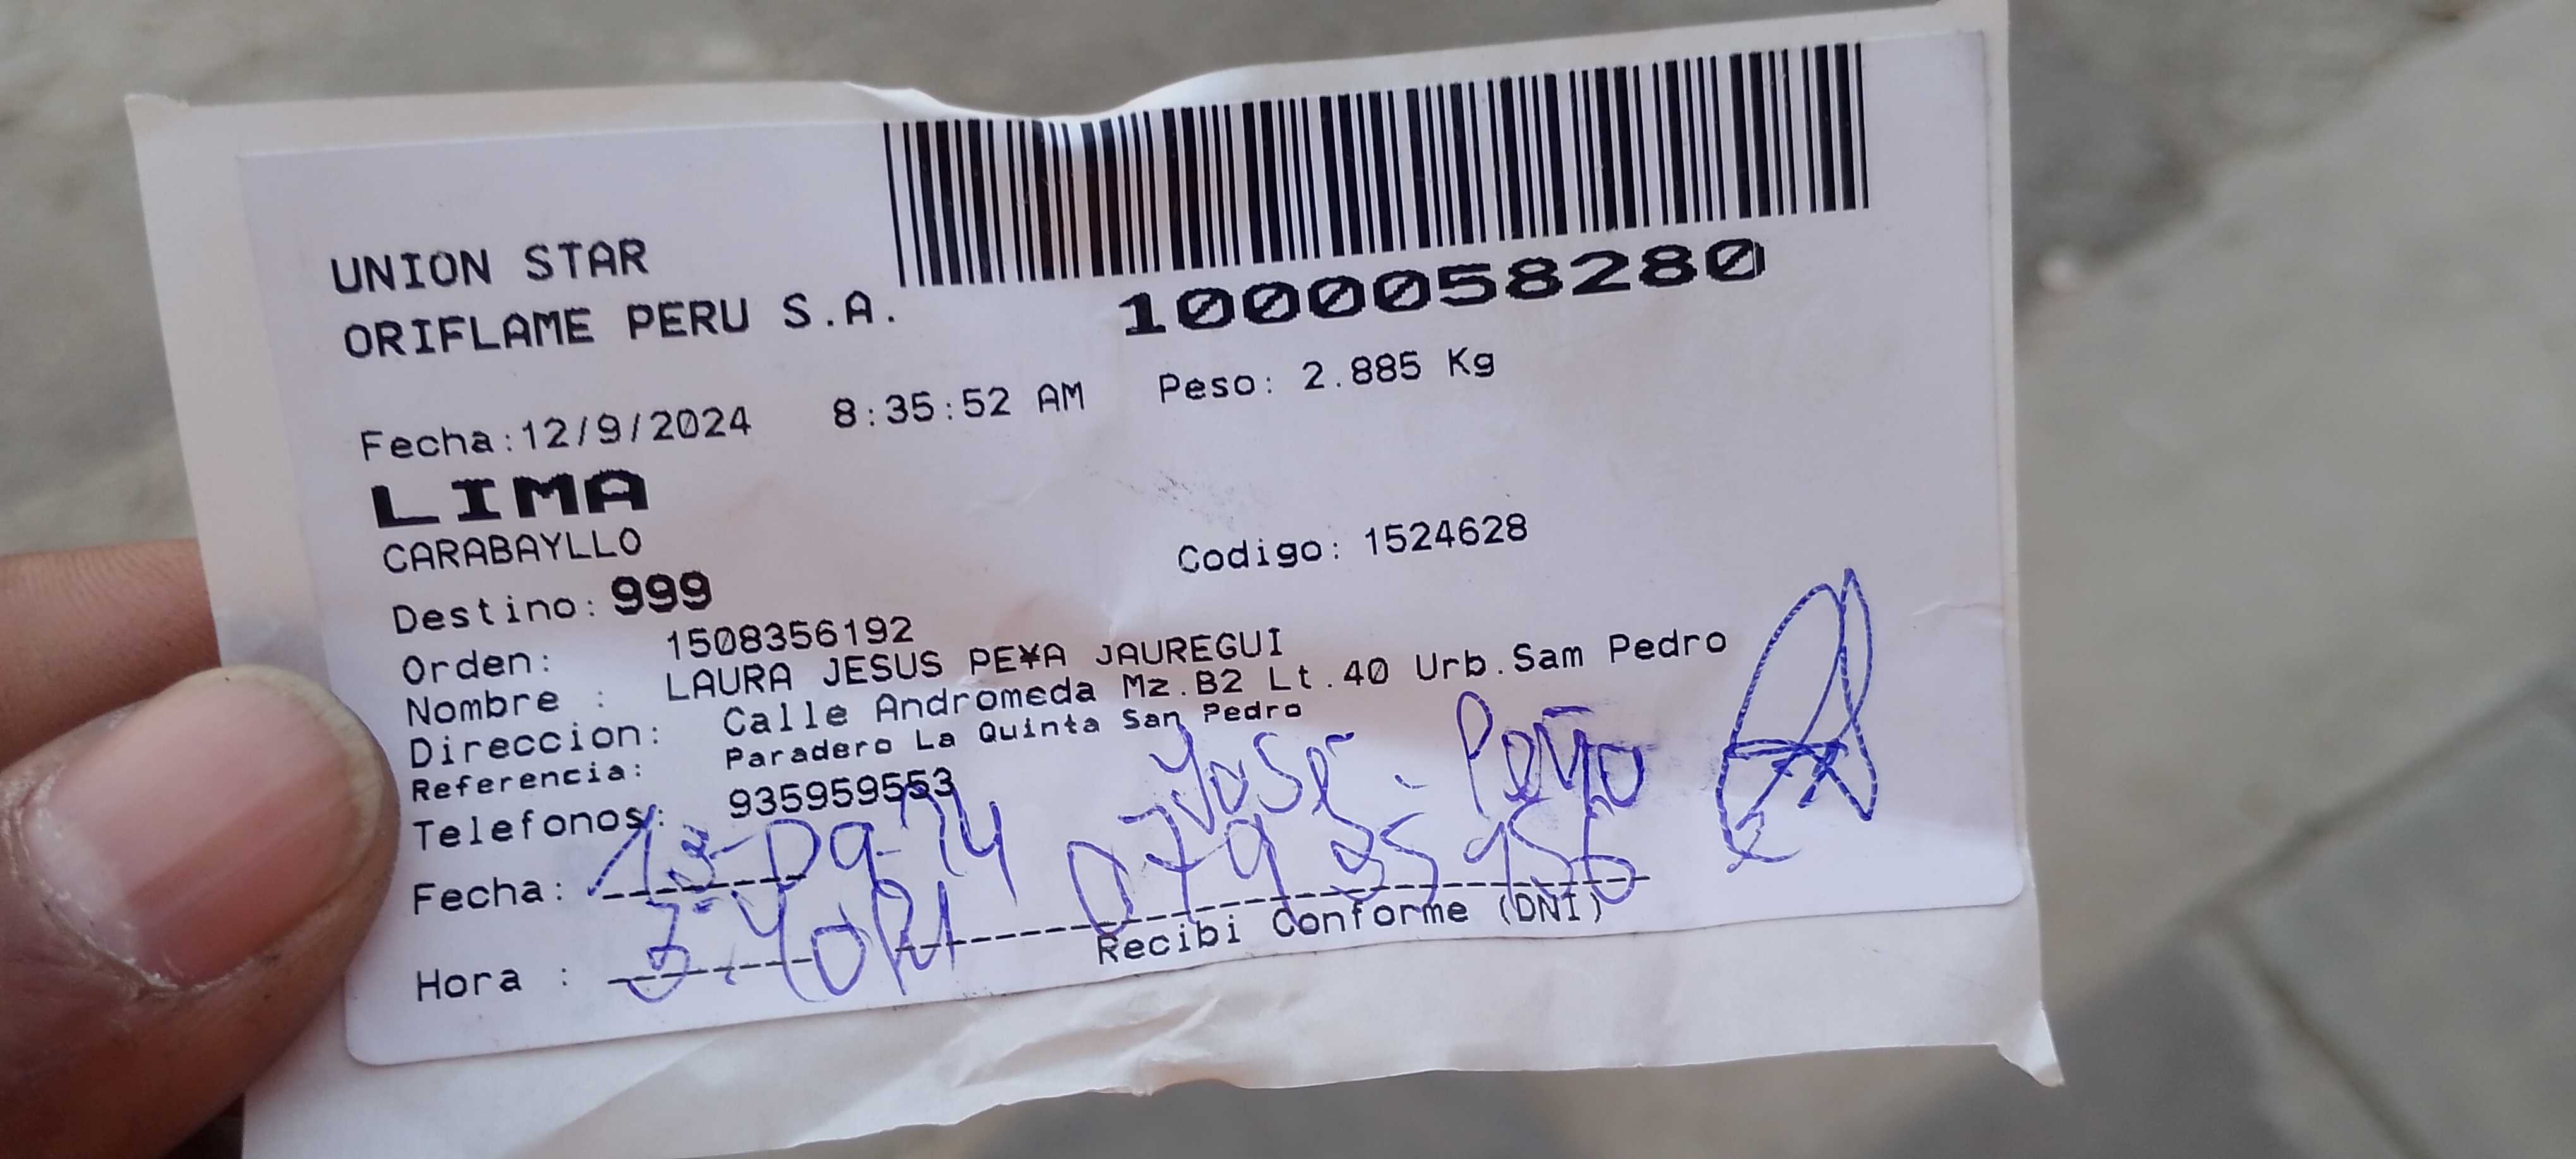 UNION STAR
ORIFLAME PERU S.A.
1000058280
Fecha:12/9/2024 8:35:52 AM Peso: 2.885 Kg
LIMA
CARABAYLLO
Codigo: 1524628
Destino: 999
Orden: 1508356192
Nombre : LAURA JESUS PE¥A JAUREGUI
Direccion: Calle Andromeda Mz.B2 Lt.40 Urb.Sam Pedro
Referencia: Paradero La Quinta San Pedro
Telefonos: 935959553
José Peña
Fecha: 13-09-
Hora :
Recibi Conforme (DNI)